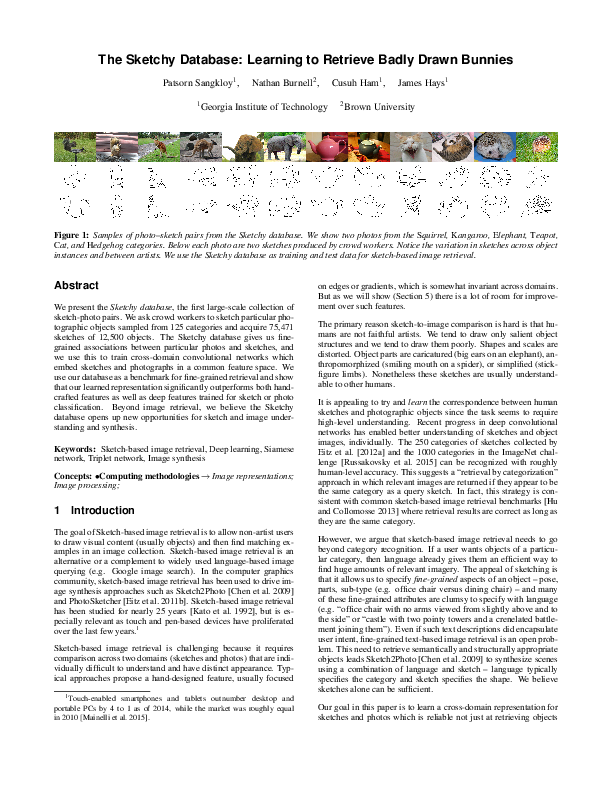 The Sketchy Database: Learning to Retrieve Badly Drawn Bunnies
Patsorn Sangkloy1, Nathan Burnell2, Cusuh Ham1, James Hays1
1Georgia Institute of Technology 2Brown University
Figure 1: Samples of photo–sketch pairs from the Sketchy database. We show two photos from the Squirrel, Kangaroo, Elephant, Teapot,
Cat, and Hedgehog categories. Below each photo are two sketches produced by crowd workers. Notice the variation in sketches across object
instances and between artists. We use the Sketchy database as training and test data for sketch-based image retrieval.
Abstract
We present the Sketchy database, the first large-scale collection of
sketch-photo pairs. We ask crowd workers to sketch particular pho-
tographic objects sampled from 125 categories and acquire 75,471
sketches of 12,500 objects. The Sketchy database gives us fine-
grained associations between particular photos and sketches, and
we use this to train cross-domain convolutional networks which
embed sketches and photographs in a common feature space. We
use our database as a benchmark for fine-grained retrieval and show
that our learned representation significantly outperforms both hand-
crafted features as well as deep features trained for sketch or photo
classification. Beyond image retrieval, we believe the Sketchy
database opens up new opportunities for sketch and image under-
standing and synthesis.
Keywords: Sketch-based image retrieval, Deep learning, Siamese
network, Triplet network, Image synthesis
Concepts: •Computing methodologies → Image representations;
Image processing;
1 Introduction
The goal of Sketch-based image retrieval is to allow non-artist users
to draw visual content (usually objects) and then find matching ex-
amples in an image collection. Sketch-based image retrieval is an
alternative or a complement to widely used language-based image
querying (e.g. Google image search). In the computer graphics
community, sketch-based image retrieval has been used to drive im-
age synthesis approaches such as Sketch2Photo [Chen et al. 2009]
and PhotoSketcher [Eitz et al. 2011b]. Sketch-based image retrieval
has been studied for nearly 25 years [Kato et al. 1992], but is es-
pecially relevant as touch and pen-based devices have proliferated
over the last few years.1
Sketch-based image retrieval is challenging because it requires
comparison across two domains (sketches and photos) that are indi-
vidually difficult to understand and have distinct appearance. Typ-
ical approaches propose a hand-designed feature, usually focused
1Touch-enabled smartphones and tablets outnumber desktop and
portable PCs by 4 to 1 as of 2014, while the market was roughly equal
in 2010 [Mainelli et al. 2015].
on edges or gradients, which is somewhat invariant across domains.
But as we will show (Section 5) there is a lot of room for improve-
ment over such features.
The primary reason sketch-to-image comparison is hard is that hu-
mans are not faithful artists. We tend to draw only salient object
structures and we tend to draw them poorly. Shapes and scales are
distorted. Object parts are caricatured (big ears on an elephant), an-
thropomorphized (smiling mouth on a spider), or simplified (stick-
figure limbs). Nonetheless these sketches are usually understand-
able to other humans.
It is appealing to try and learn the correspondence between human
sketches and photographic objects since the task seems to require
high-level understanding. Recent progress in deep convolutional
networks has enabled better understanding of sketches and object
images, individually. The 250 categories of sketches collected by
Eitz et al. [2012a] and the 1000 categories in the ImageNet chal-
lenge [Russakovsky et al. 2015] can be recognized with roughly
human-level accuracy. This suggests a “retrieval by categorization”
approach in which relevant images are returned if they appear to be
the same category as a query sketch. In fact, this strategy is con-
sistent with common sketch-based image retrieval benchmarks [Hu
and Collomosse 2013] where retrieval results are correct as long as
they are the same category.
However, we argue that sketch-based image retrieval needs to go
beyond category recognition. If a user wants objects of a particu-
lar category, then language already gives them an efficient way to
find huge amounts of relevant imagery. The appeal of sketching is
that it allows us to specify fine-grained aspects of an object – pose,
parts, sub-type (e.g. office chair versus dining chair) – and many
of these fine-grained attributes are clumsy to specify with language
(e.g. “office chair with no arms viewed from slightly above and to
the side” or “castle with two pointy towers and a crenelated battle-
ment joining them”). Even if such text descriptions did encapsulate
user intent, fine-grained text-based image retrieval is an open prob-
lem. This need to retrieve semantically and structurally appropriate
objects leads Sketch2Photo [Chen et al. 2009] to synthesize scenes
using a combination of language and sketch – language typically
specifies the category and sketch specifies the shape. We believe
sketches alone can be sufficient.
Our goal in this paper is to learn a cross-domain representation for
sketches and photos which is reliable not just at retrieving objects